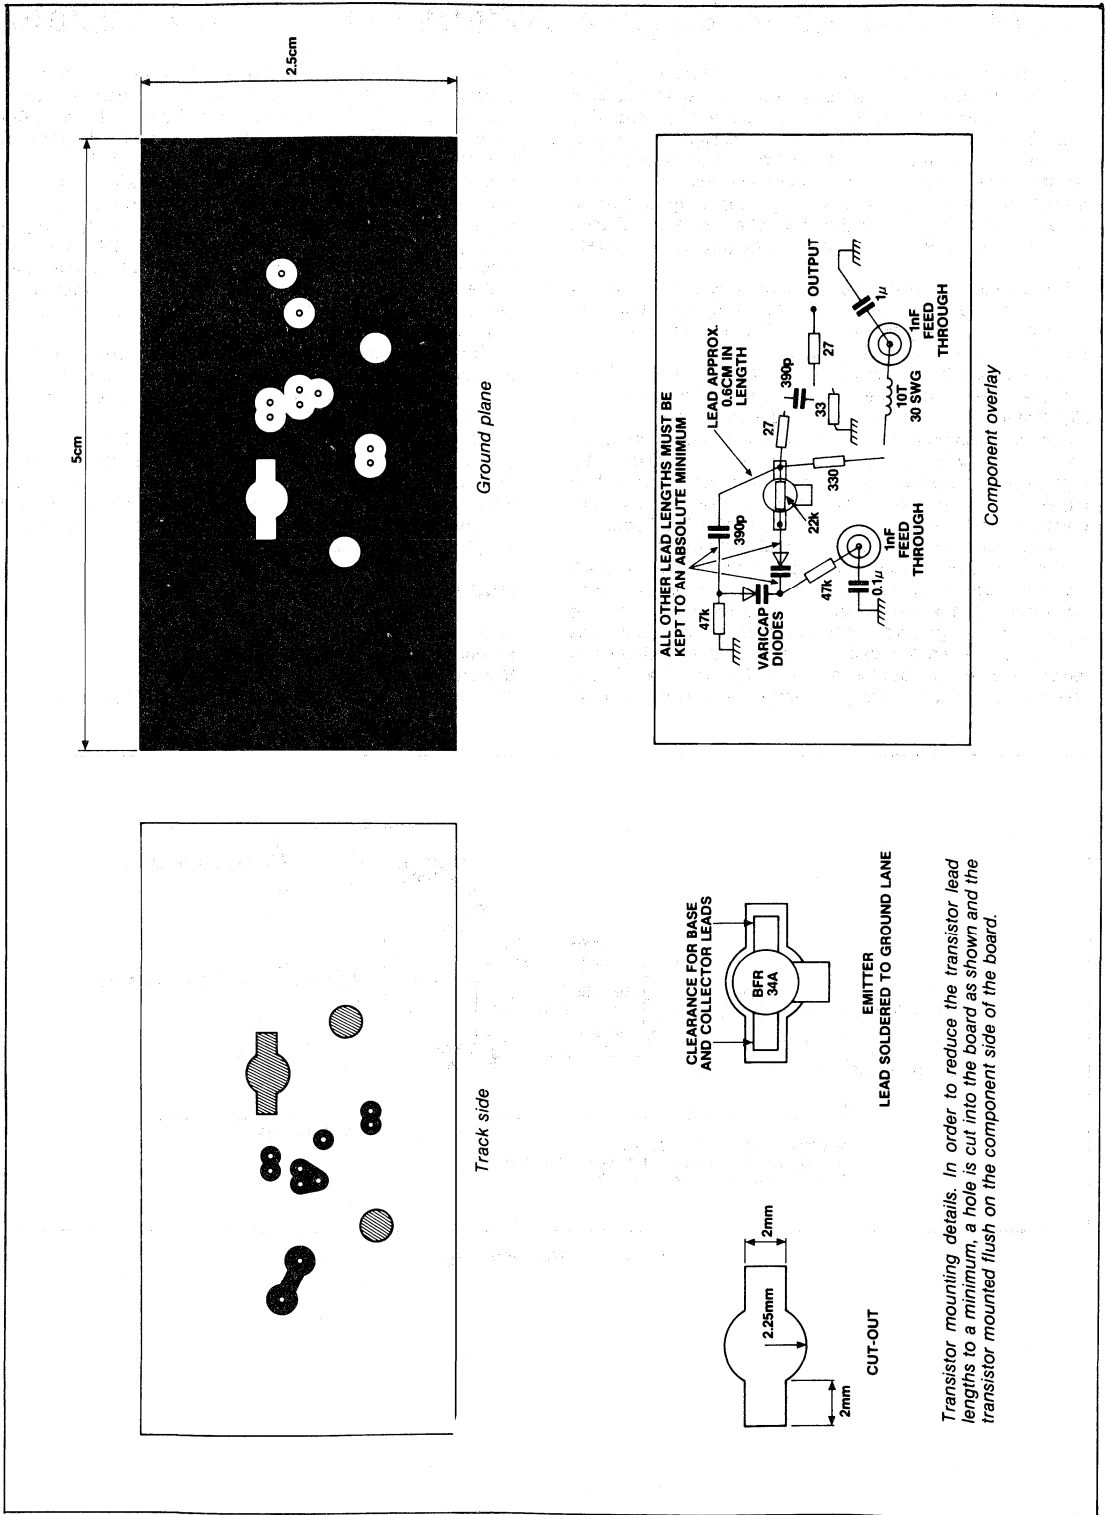 Track side
5cm
2.5cm
Ground plane
CUT-OUT
2mm
2.25mm
2mm
CLEARANCE FOR BASE
AND COLLECTOR LEADS
BFR
34A
EMITTER
LEAD SOLDERED TO GROUND LANE
Transistor mounting details. In order to reduce the transistor lead
lengths to a minimum, a hole is cut into the board as shown and the
transistor mounted flush on the component side of the board.
ALL OTHER LEAD LENGTHS MUST BE
KEPT TO AN ABSOLUTE MINIMUM
LEAD APPROX.
0.6CM IN
LENGTH
47k
390p
VARICAP
DIODES
22k
27
390p
27
OUTPUT
33
330
47k
0.1μ
1nF
FEED
THROUGH
10T
30 SWG
1μ
1nF
FEED
THROUGH
Component overlay